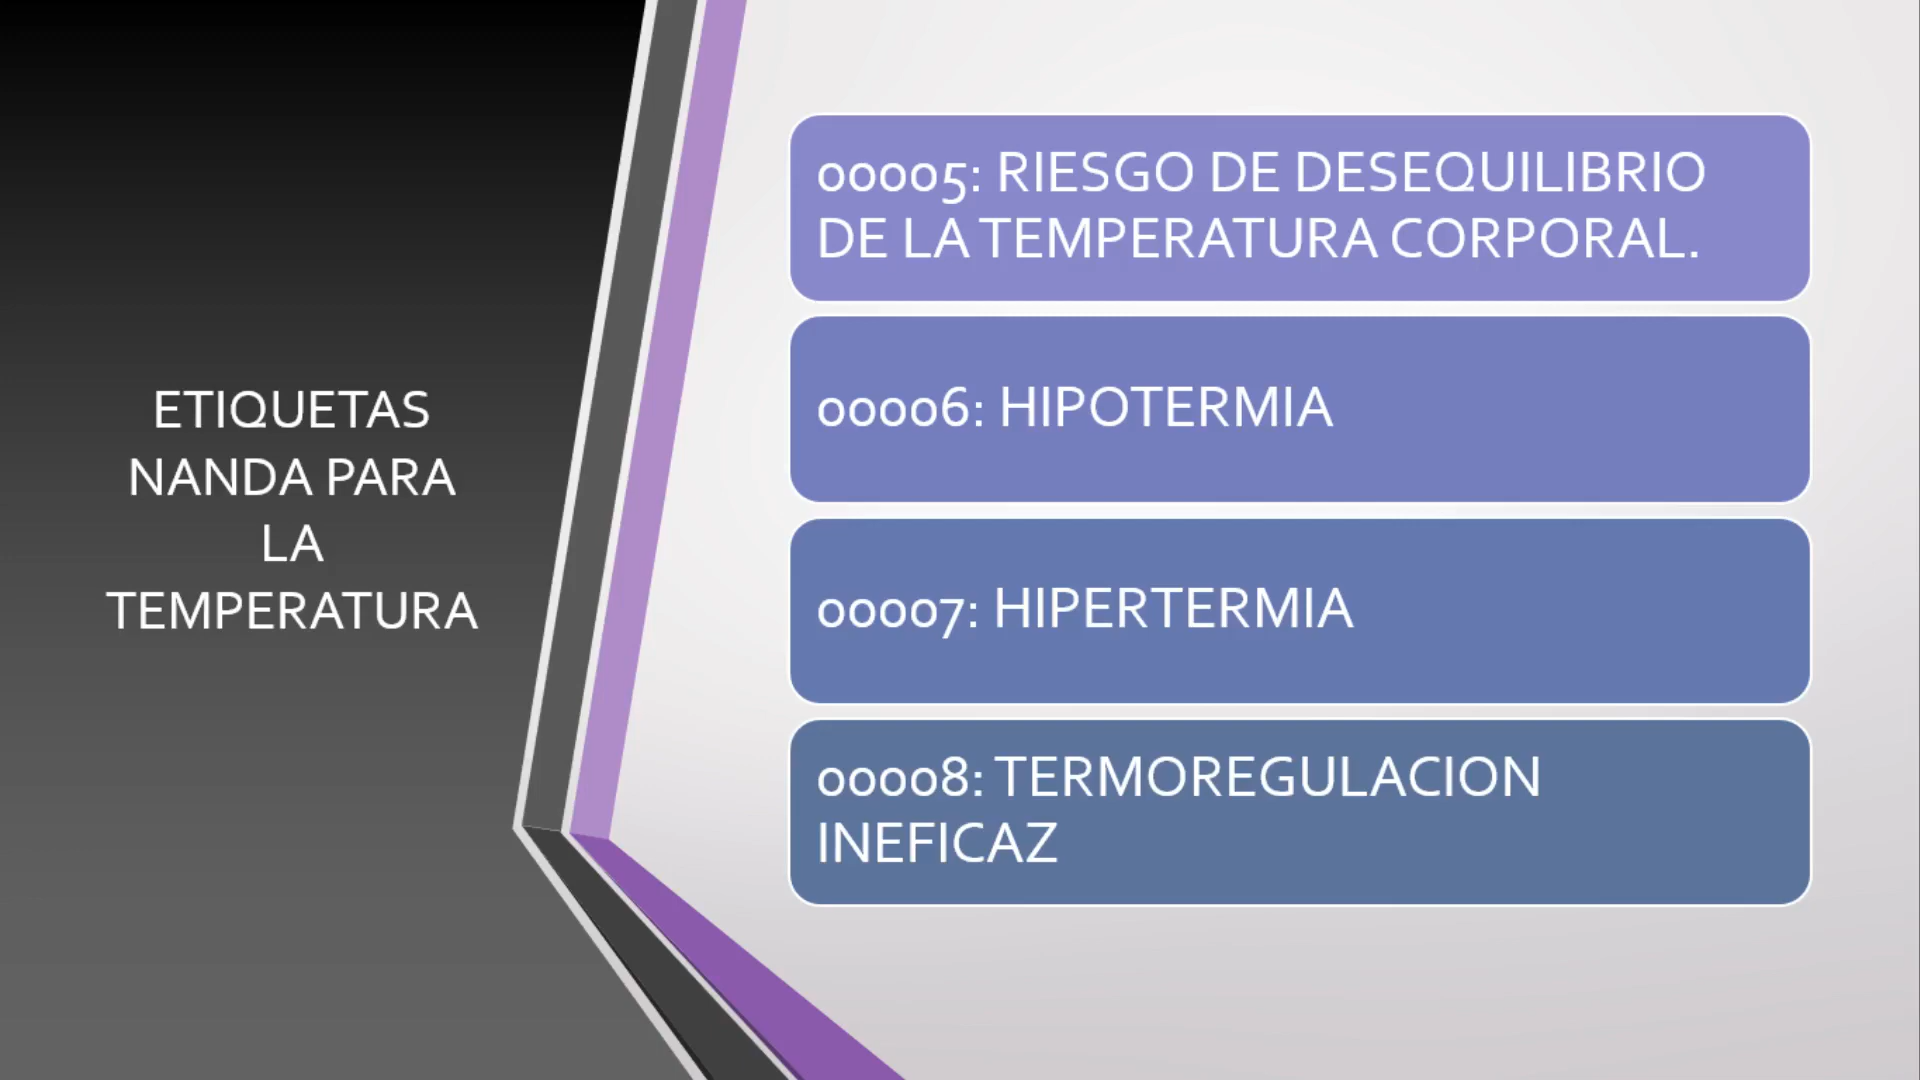 ETIQUETAS
NANDA PARA
LA
TEMPERATURA
00005: RIESGO DE DESEQUILIBRIO
DE LA TEMPERATURA CORPORAL.
00006: HIPOTERMIA
00007: HIPERTERMIA
00008: TERMOREGULACION
INEFICAZ